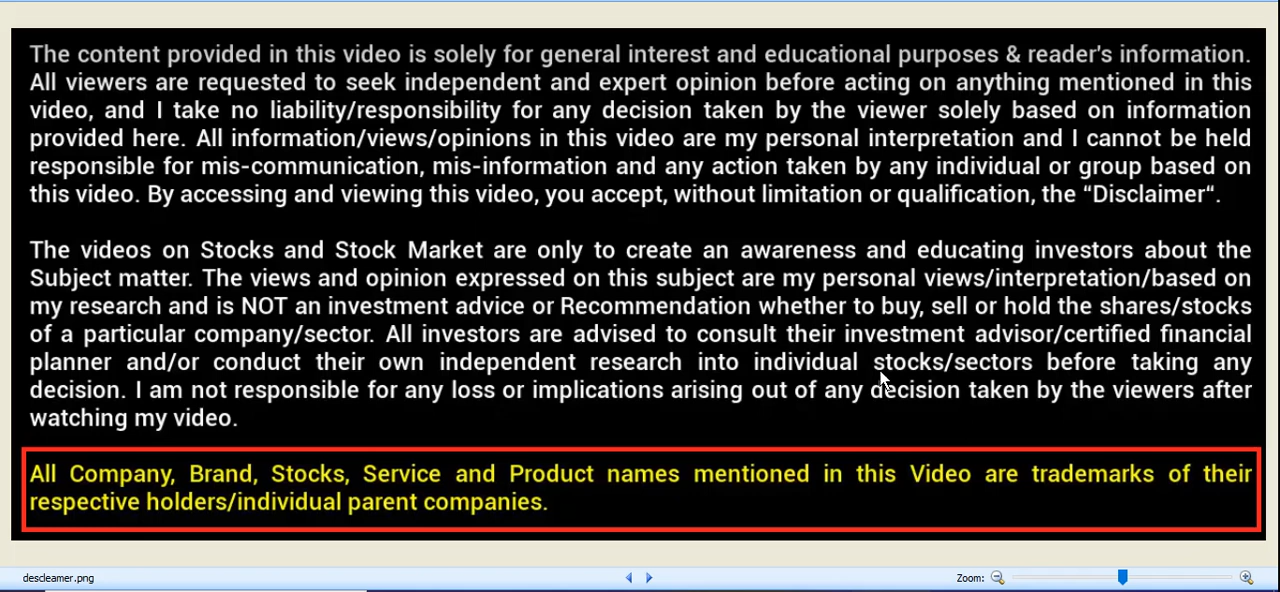 The content provided in this video is solely for general interest and educational purposes & reader's information.
All viewers are requested to seek independent and expert opinion before acting on anything mentioned in this
video, and I take no liability/responsibility for any decision taken by the viewer solely based on information
provided here. All information/views/opinions in this video are my personal interpretation and I cannot be held
responsible for mis-communication, mis-information and any action taken by any individual or group based on
this video. By accessing and viewing this video, you accept, without limitation or qualification, the “Disclaimer“.
The videos on Stocks and Stock Market are only to create an awareness and educating investors about the
Subject matter. The views and opinion expressed on this subject are my personal views/interpretation/based on
my research and is NOT an investment advice or Recommendation whether to buy, sell or hold the shares/stocks
of a particular company/sector. All investors are advised to consult their investment advisor/certified financial
planner and/or conduct their own independent research into individual stocks/sectors before taking any
decision. I am not responsible for any loss or implications arising out of any decision taken by the viewers after
watching my video.
All Company, Brand, Stocks, Service and Product names mentioned in this Video are trademarks of their
respective holders/individual parent companies.
descleamer.png
Zoom: